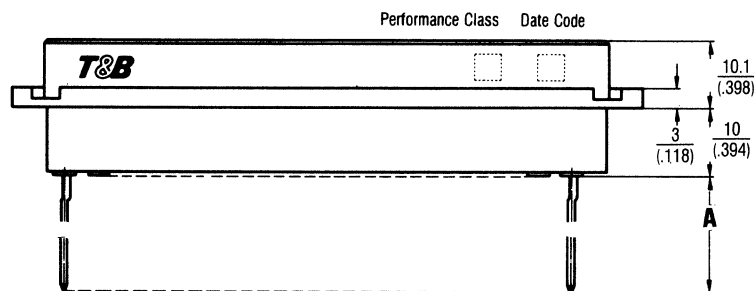 Performance Class Date Code
T&B
10.1
(.398)
3
(.118)
10
(.394)
A